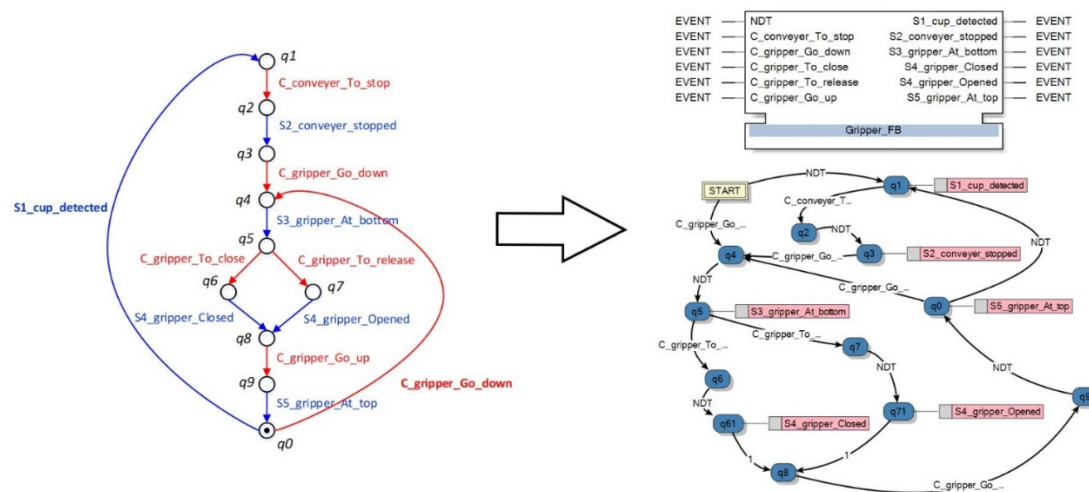 q1
C_conveyer_To_stop
q2
S2_conveyer_stopped
q3
C_gripper_Go_down
q4
S1_cup_detected
S3_gripper_At_bottom
q5
C_gripper_To_close
C_gripper_To_release
q6
q7
S4_gripper_Closed
S4_gripper_Opened
q8
C_gripper_Go_up
q9
C_gripper_Go_down
S5_gripper_At_top
q0
EVENT NDT S1_cup_detected EVENT
EVENT C_conveyer_To_stop S2_conveyer_stopped EVENT
EVENT C_gripper_Go_down S3_gripper_At_bottom EVENT
EVENT C_gripper_To_close S4_gripper_Closed EVENT
EVENT C_gripper_To_release S4_gripper_Opened EVENT
EVENT C_gripper_Go_up S5_gripper_At_top EVENT
Gripper_FB
START
NDT
q1
S1_cup_detected
C_conveyer_T...
C_gripper_Go_...
q2
NDT
q3
S2_conveyer_stopped
C_gripper_Go_...
q4
NDT
NDT
C_gripper_Go_...
q5
S3_gripper_At_bottom
q0
S5_gripper_At_top
C_gripper_To_...
C_gripper_To_...
q7
NDT
NDT
q6
NDT
q9
q61
S4_gripper_Closed
q71
S4_gripper_Opened
1
1
q8
C_gripper_Go_...